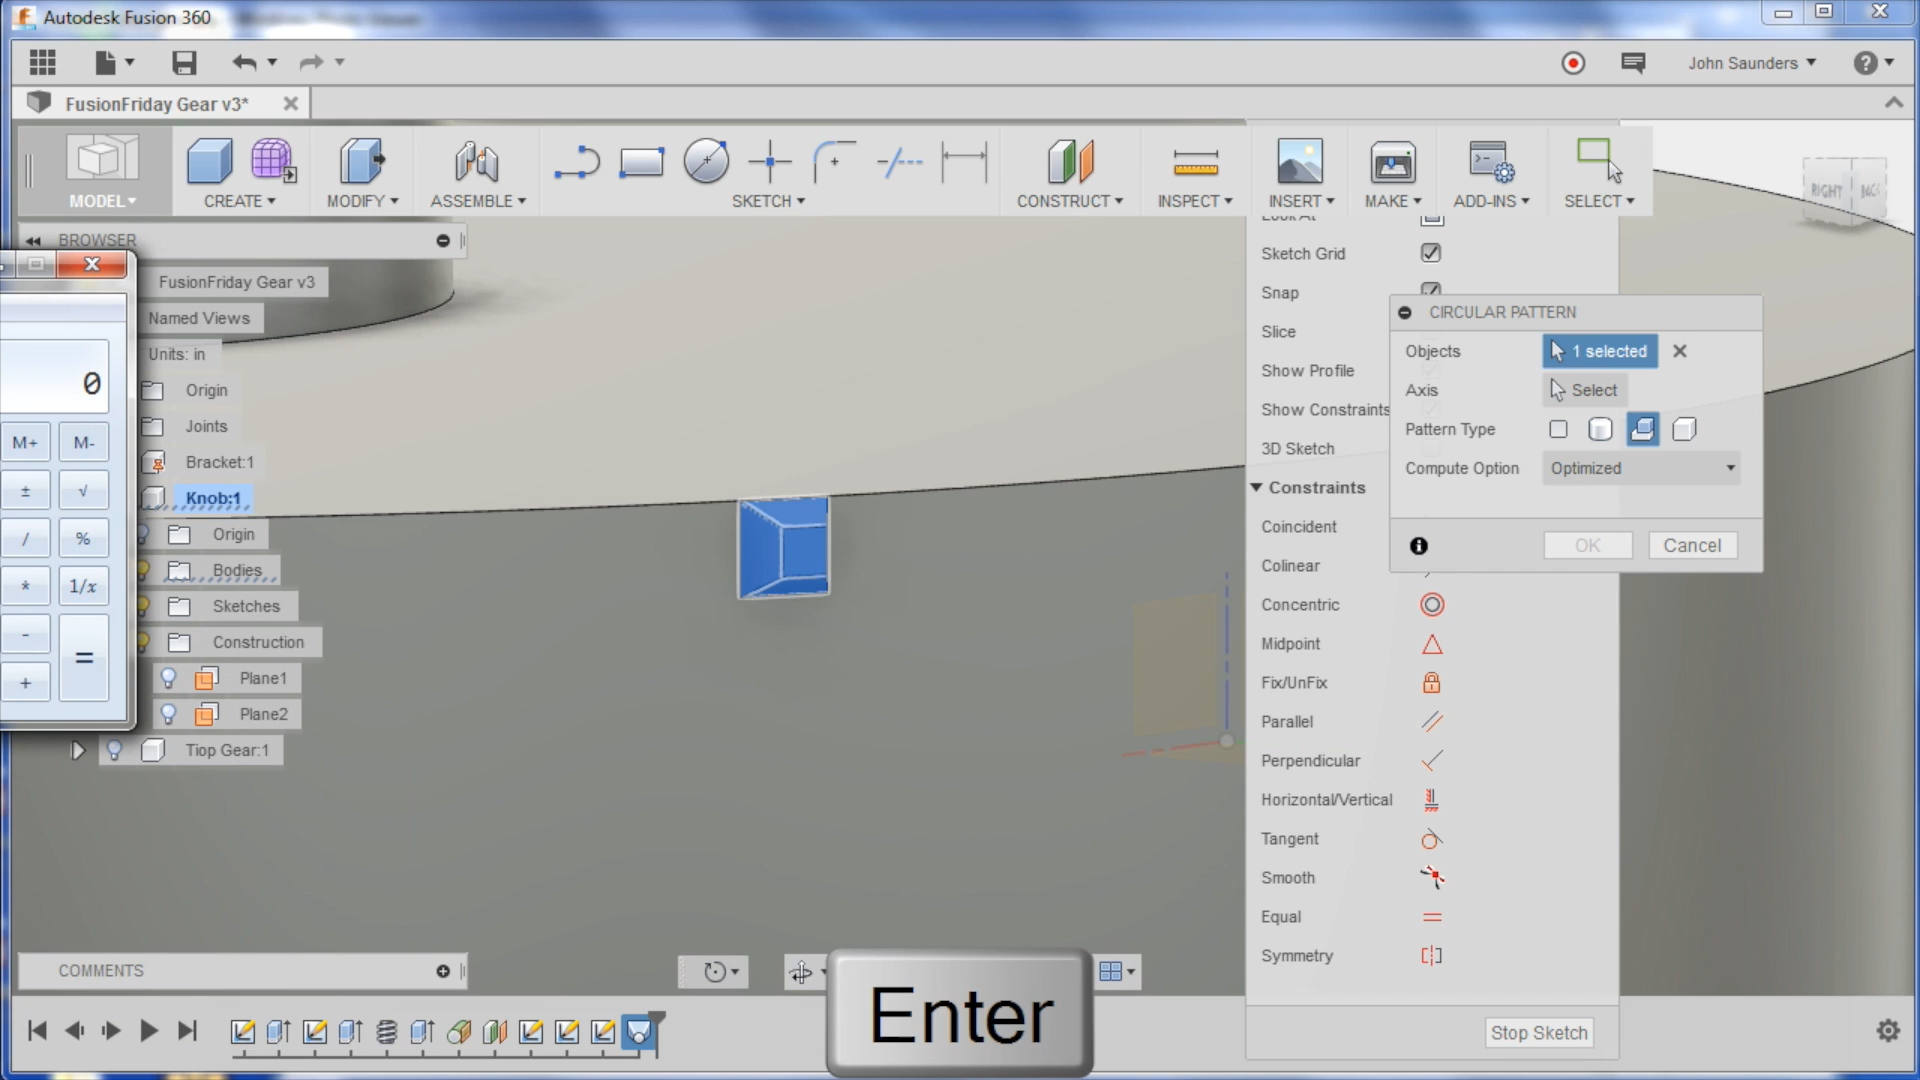 Autodesk Fusion 360
John Saunders
FusionFriday Gear v3*
MODEL
CREATE
MODIFY
ASSEMBLE
SKETCH
CONSTRUCT
INSPECT
INSERT
MAKE
ADD-INS
SELECT
RIGHT
BACK
BROWSER
FusionFriday Gear v3
Named Views
Units: in
Origin
Joints
Bracket:1
Knob:1
Origin
Bodies
Sketches
Construction
Plane1
Plane2
Tiop Gear:1
0
M+ M-
± √
/ %
* 1/x
-
=
+
Look At
Sketch Grid
Snap
Slice
Show Profile
Show Constraints
3D Sketch
Constraints
Coincident
Colinear
Concentric
Midpoint
Fix/UnFix
Parallel
Perpendicular
Horizontal/Vertical
Tangent
Smooth
Equal
Symmetry
Stop Sketch
CIRCULAR PATTERN
Objects 1 selected
Axis Select
Pattern Type
Compute Option Optimized
OK Cancel
COMMENTS
Enter